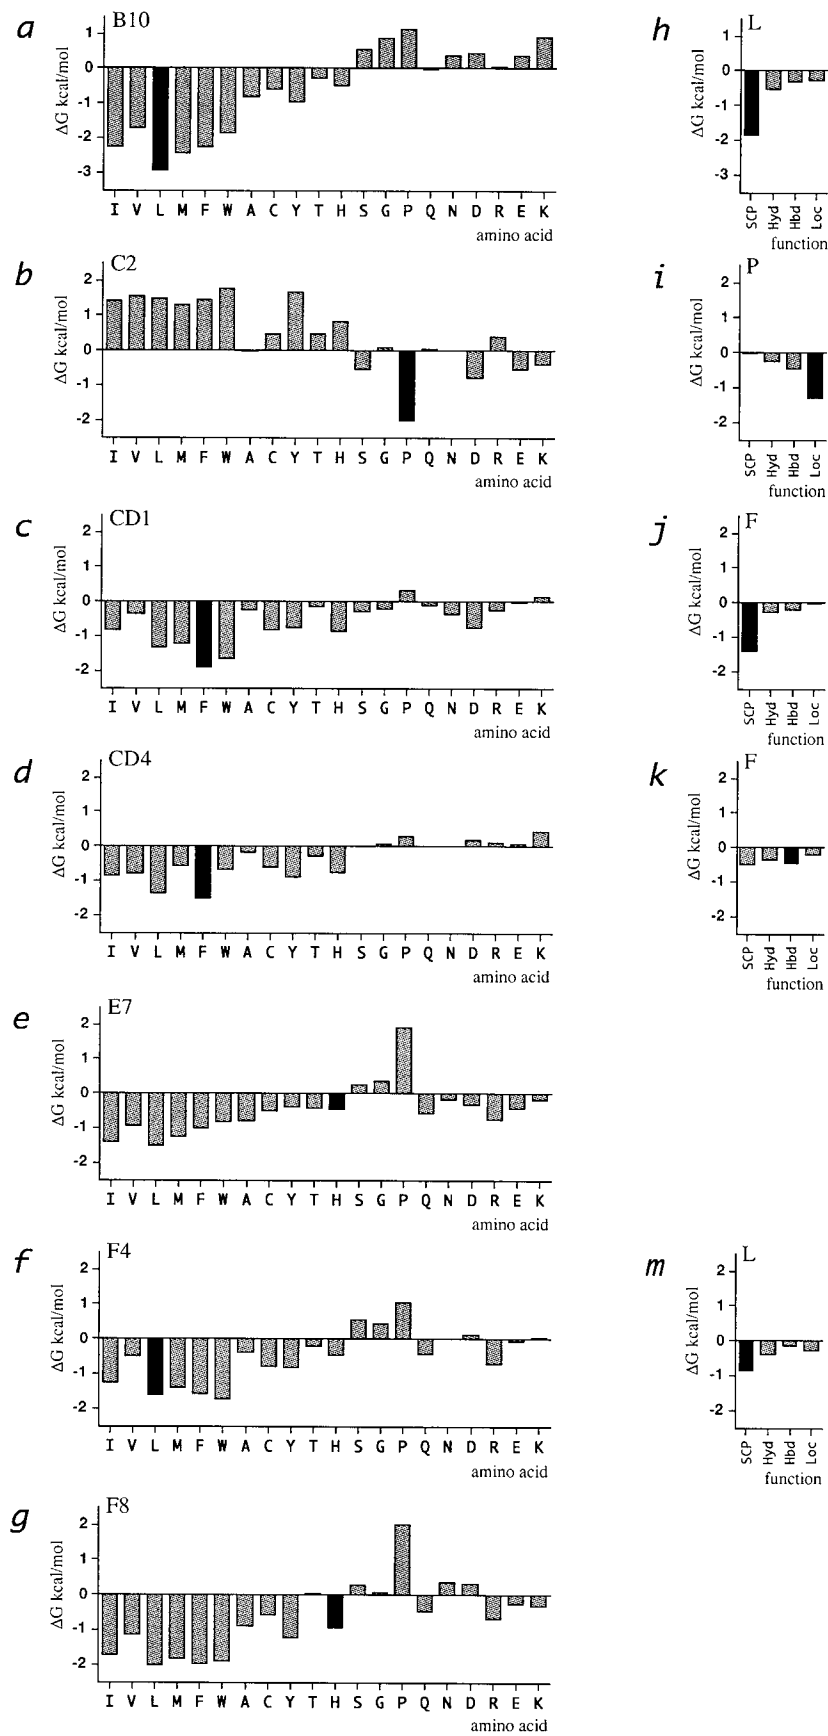 a
B10
ΔG kcal/mol
1
0
-1
-2
-3
I V L M F W A C Y T H S G P Q N D R E K
amino acid
h
L
ΔG kcal/mol
1
0
-1
-2
-3
SCP Hyd Hbd Loc
function
b
C2
ΔG kcal/mol
2
1
0
-1
-2
I V L M F W A C Y T H S G P Q N D R E K
amino acid
i
P
ΔG kcal/mol
2
1
0
-1
-2
SCP Hyd Hbd Loc
function
c
CD1
ΔG kcal/mol
2
1
0
-1
-2
I V L M F W A C Y T H S G P Q N D R E K
amino acid
j
F
ΔG kcal/mol
2
1
0
-1
-2
SCP Hyd Hbd Loc
function
d
CD4
ΔG kcal/mol
2
1
0
-1
-2
I V L M F W A C Y T H S G P Q N D R E K
amino acid
k
F
ΔG kcal/mol
2
1
0
-1
-2
SCP Hyd Hbd Loc
function
e
E7
ΔG kcal/mol
2
1
0
-1
-2
I V L M F W A C Y T H S G P Q N D R E K
amino acid
f
F4
ΔG kcal/mol
2
1
0
-1
-2
I V L M F W A C Y T H S G P Q N D R E K
amino acid
m
L
ΔG kcal/mol
2
1
0
-1
-2
SCP Hyd Hbd Loc
function
g
F8
ΔG kcal/mol
2
1
0
-1
-2
I V L M F W A C Y T H S G P Q N D R E K
amino acid